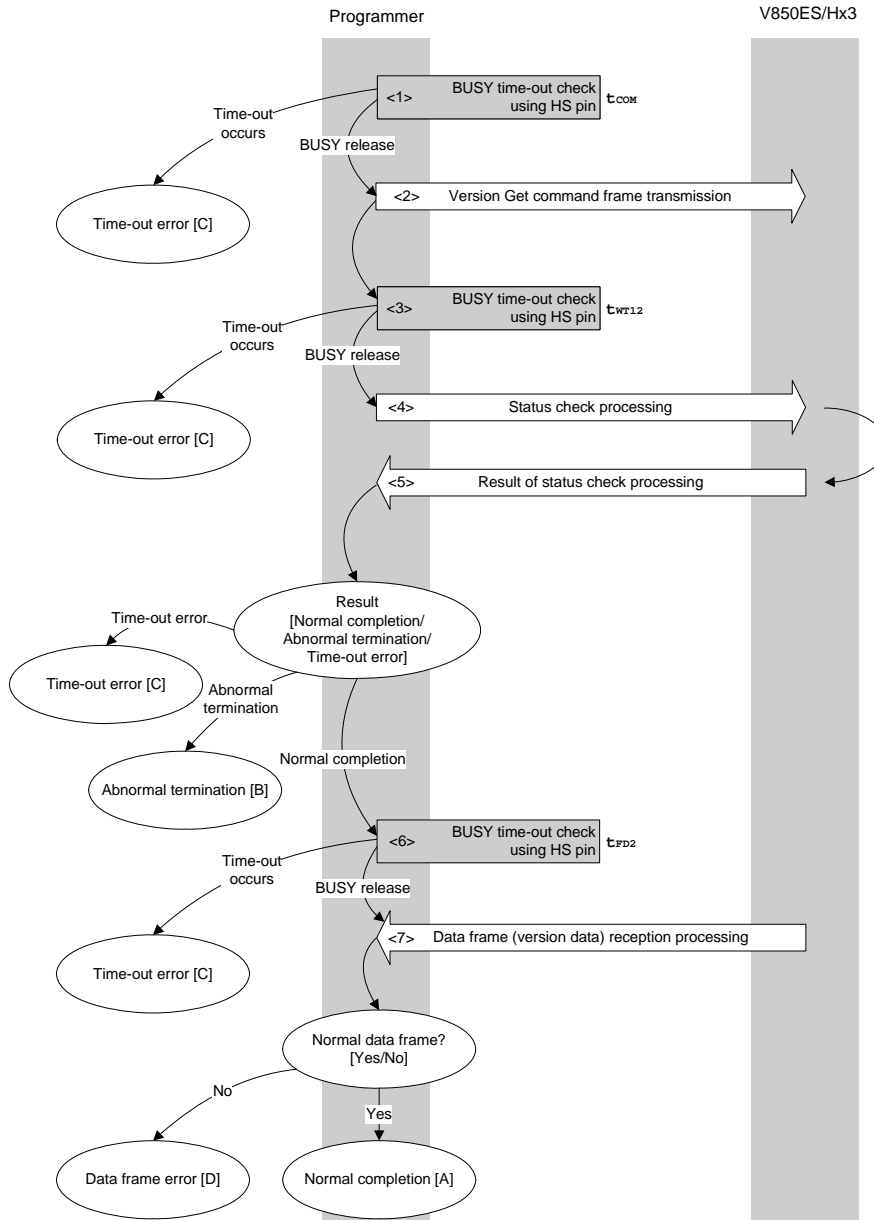 Programmer
V850ES/Hx3
<1>
BUSY time-out check
using HS pin
tCOM
Time-out
occurs
BUSY release
Time-out error [C]
<2> Version Get command frame transmission
<3>
BUSY time-out check
using HS pin
tWT12
Time-out
occurs
BUSY release
Time-out error [C]
<4> Status check processing
<5> Result of status check processing
Result
[Normal completion/
Abnormal termination/
Time-out error]
Time-out error
Time-out error [C]
Abnormal
termination
Abnormal termination [B]
Normal completion
<6>
BUSY time-out check
using HS pin
tFD2
Time-out
occurs
BUSY release
Time-out error [C]
<7> Data frame (version data) reception processing
Normal data frame?
[Yes/No]
No
Yes
Data frame error [D]
Normal completion [A]